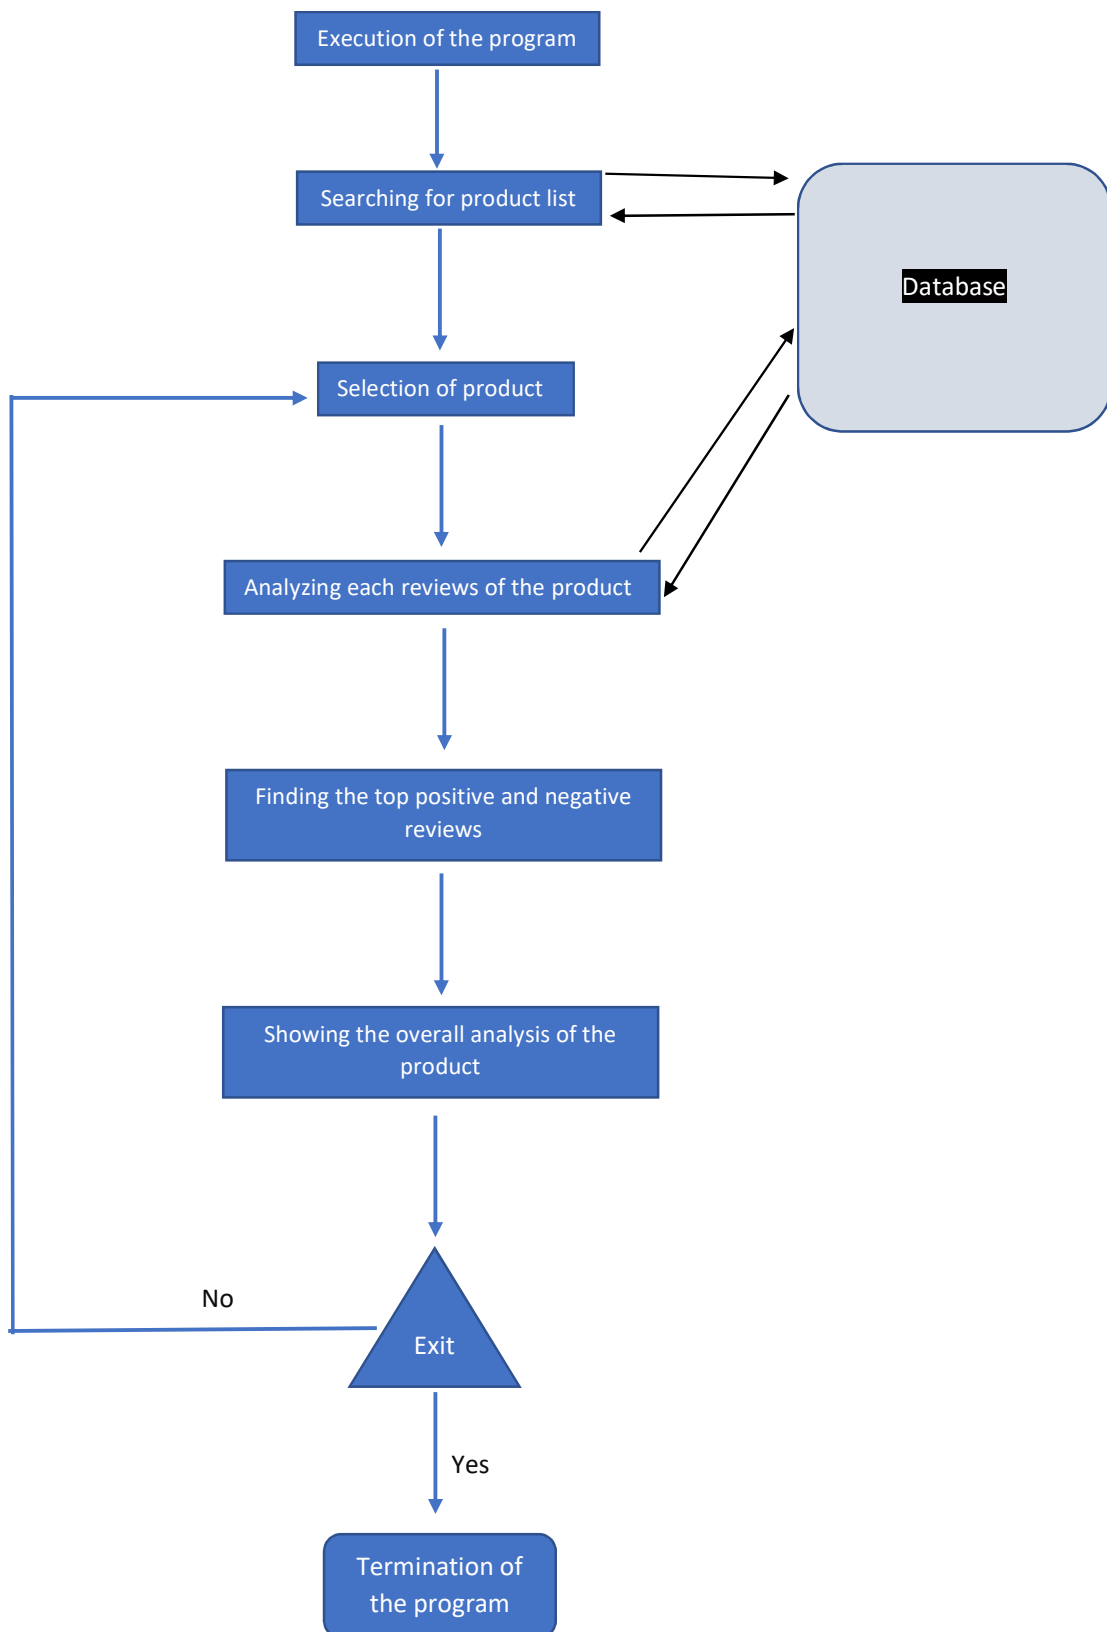 Execution of the program
Searching for product list
Database
Selection of product
Analyzing each reviews of the product
Finding the top positive and negative
reviews
Showing the overall analysis of the
product
No
Exit
Yes
Termination of
the program